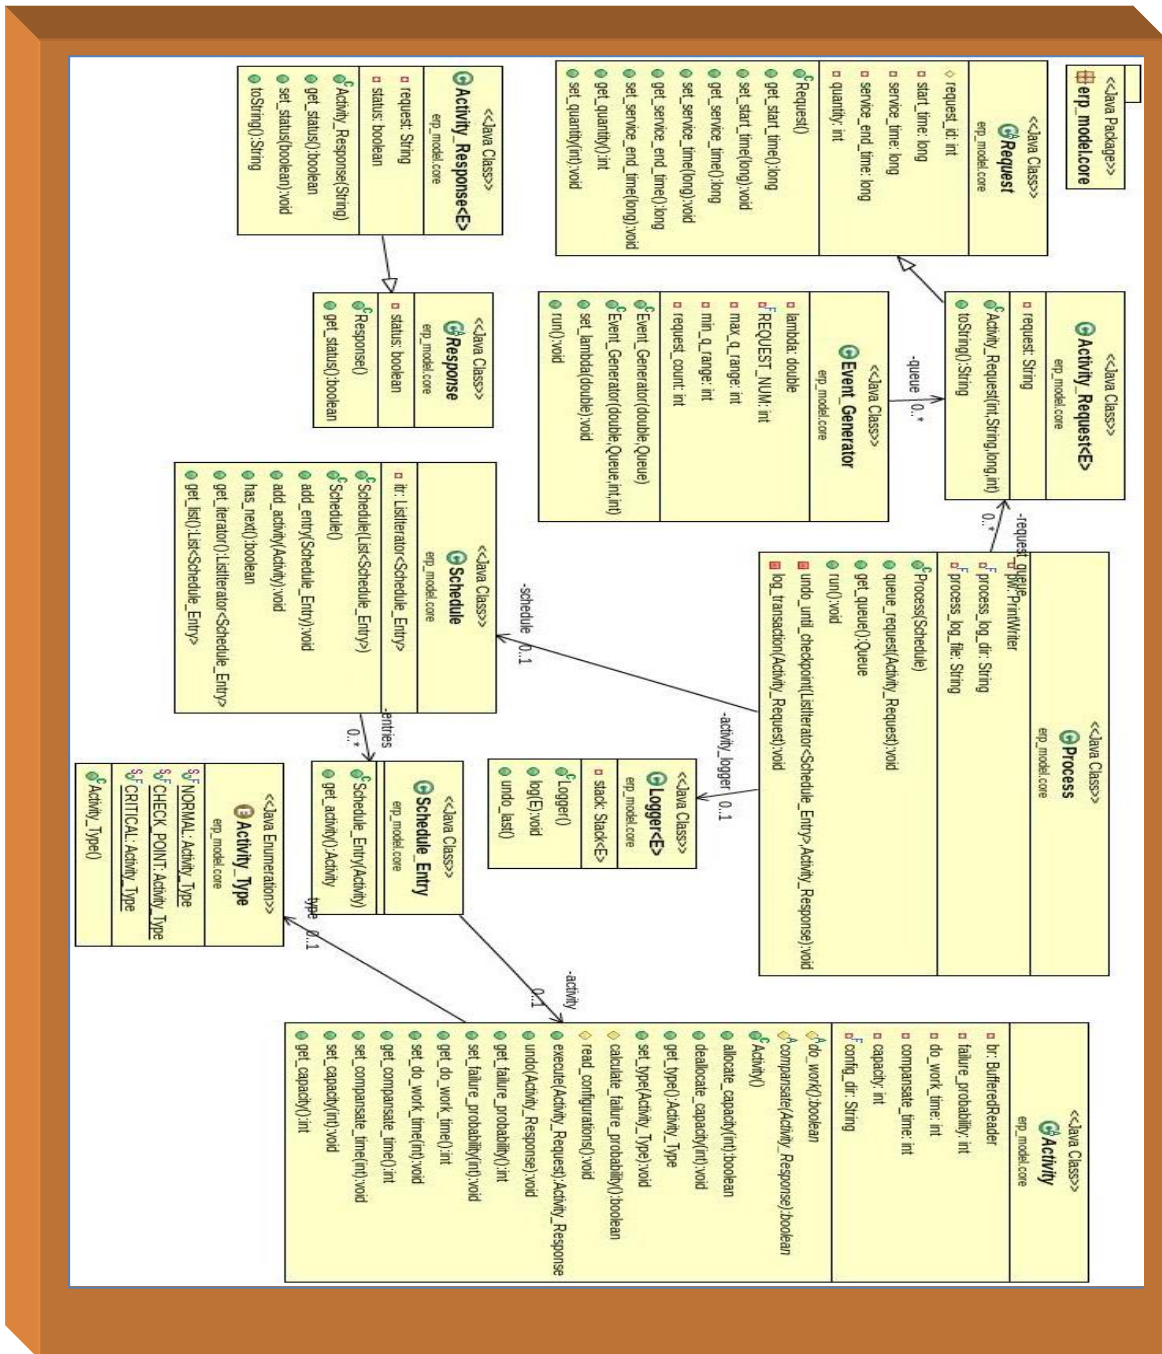 <<Java Package>>
erp_model.core
<<Java Class>>
Request
erp_model.core
request_id: int
start_time: long
service_time: long
service_end_time: long
quantity: int
Request()
get_start_time():long
set_start_time(long):void
get_service_time():long
set_service_time(long):void
get_service_end_time():long
set_service_end_time(long):void
get_quantity():int
set_quantity(int):void
<<Java Class>>
Activity_Response<E>
erp_model.core
request: String
status: boolean
Activity_Response(String)
get_status():boolean
set_status(boolean):void
toString():String
<<Java Class>>
Activity_Request<E>
erp_model.core
request: String
Activity_Request(int,String,long,int)
toString():String
-queue 0..*
<<Java Class>>
Event_Generator
erp_model.core
lambda: double
REQUEST_NUM: int
max_q_range: int
min_q_range: int
request_count: int
Event_Generator(double,Queue)
Event_Generator(double,Queue,int,int)
set_lambda(double):void
run():void
<<Java Class>>
Response
erp_model.core
status: boolean
Response()
get_status():boolean
-request_queue
0..*
<<Java Class>>
Process
erp_model.core
pw: PrintWriter
process_log_dir: String
process_log_file: String
Process(Schedule)
queue_request(Activity_Request):void
get_queue():Queue
run():void
undo_until_checkpoint(ListIterator<Schedule_Entry>,Activity_Response):void
log_transaction(Activity_Request):void
<<Java Class>>
Schedule
erp_model.core
itr: ListIterator<Schedule_Entry>
Schedule(List<Schedule_Entry>)
Schedule()
add_entry(Schedule_Entry):void
add_activity(Activity):void
has_next():boolean
get_iterator():ListIterator<Schedule_Entry>
get_list():List<Schedule_Entry>
-schedule 0..1
-activity_logger 0..1
<<Java Class>>
Logger<E>
erp_model.core
stack: Stack<E>
Logger()
log(E):void
undo_last()
-entries
0..*
<<Java Class>>
Schedule_Entry
erp_model.core
Schedule_Entry(Activity)
get_activity():Activity
<<Java Enumeration>>
Activity_Type
erp_model.core
NORMAL: Activity_Type
CHECK_POINT: Activity_Type
CRITICAL: Activity_Type
Activity_Type()
type 0..1
-activity
0..1
<<Java Class>>
Activity
erp_model.core
br: BufferedReader
failure_probability: int
do_work_time: int
compansate_time: int
capacity: int
config_dir: String
do_work():boolean
compansate(Activity_Response):boolean
Activity()
allocate_capacity(int):boolean
deallocate_capacity(int):void
get_type():Activity_Type
set_type(Activity_Type):void
calculate_failure_probability():boolean
read_configurations():void
execute(Activity_Request):Activity_Response
undo(Activity_Response):void
get_failure_probability():int
set_failure_probability(int):void
get_do_work_time():int
set_do_work_time(int):void
get_compansate_time():int
set_compansate_time(int):void
set_capacity(int):void
get_capacity():int